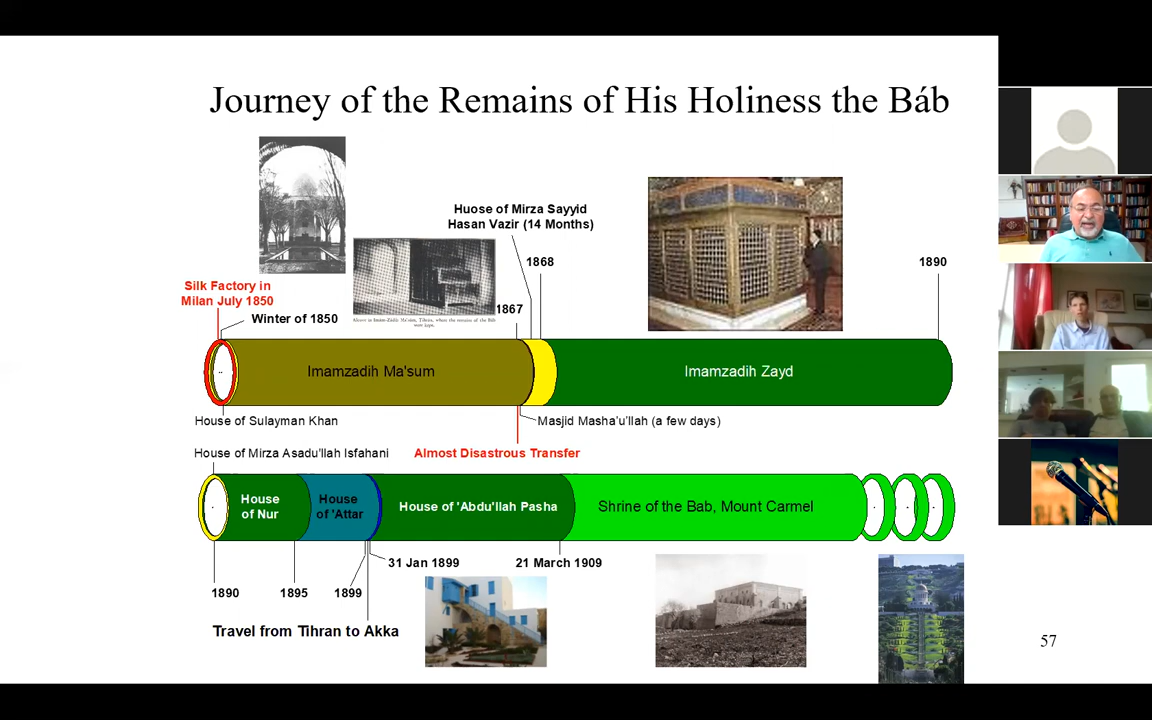 Journey of the Remains of His Holiness the Báb
Huose of Mirza Sayyid
Hasan Vazir (14 Months)
1868
1890
Silk Factory in
Milan July 1850
Winter of 1850
1867
Imamzadih Ma'sum
Imamzadih Zayd
House of Sulayman Khan
Masjid Masha'u'llah (a few days)
House of Mirza Asadu'llah Isfahani
Almost Disastrous Transfer
House
of Nur
House
of 'Attar
House of 'Abdu'llah Pasha
Shrine of the Bab, Mount Carmel
31 Jan 1899
21 March 1909
1890
1895
1899
Travel from Tihran to Akka
57